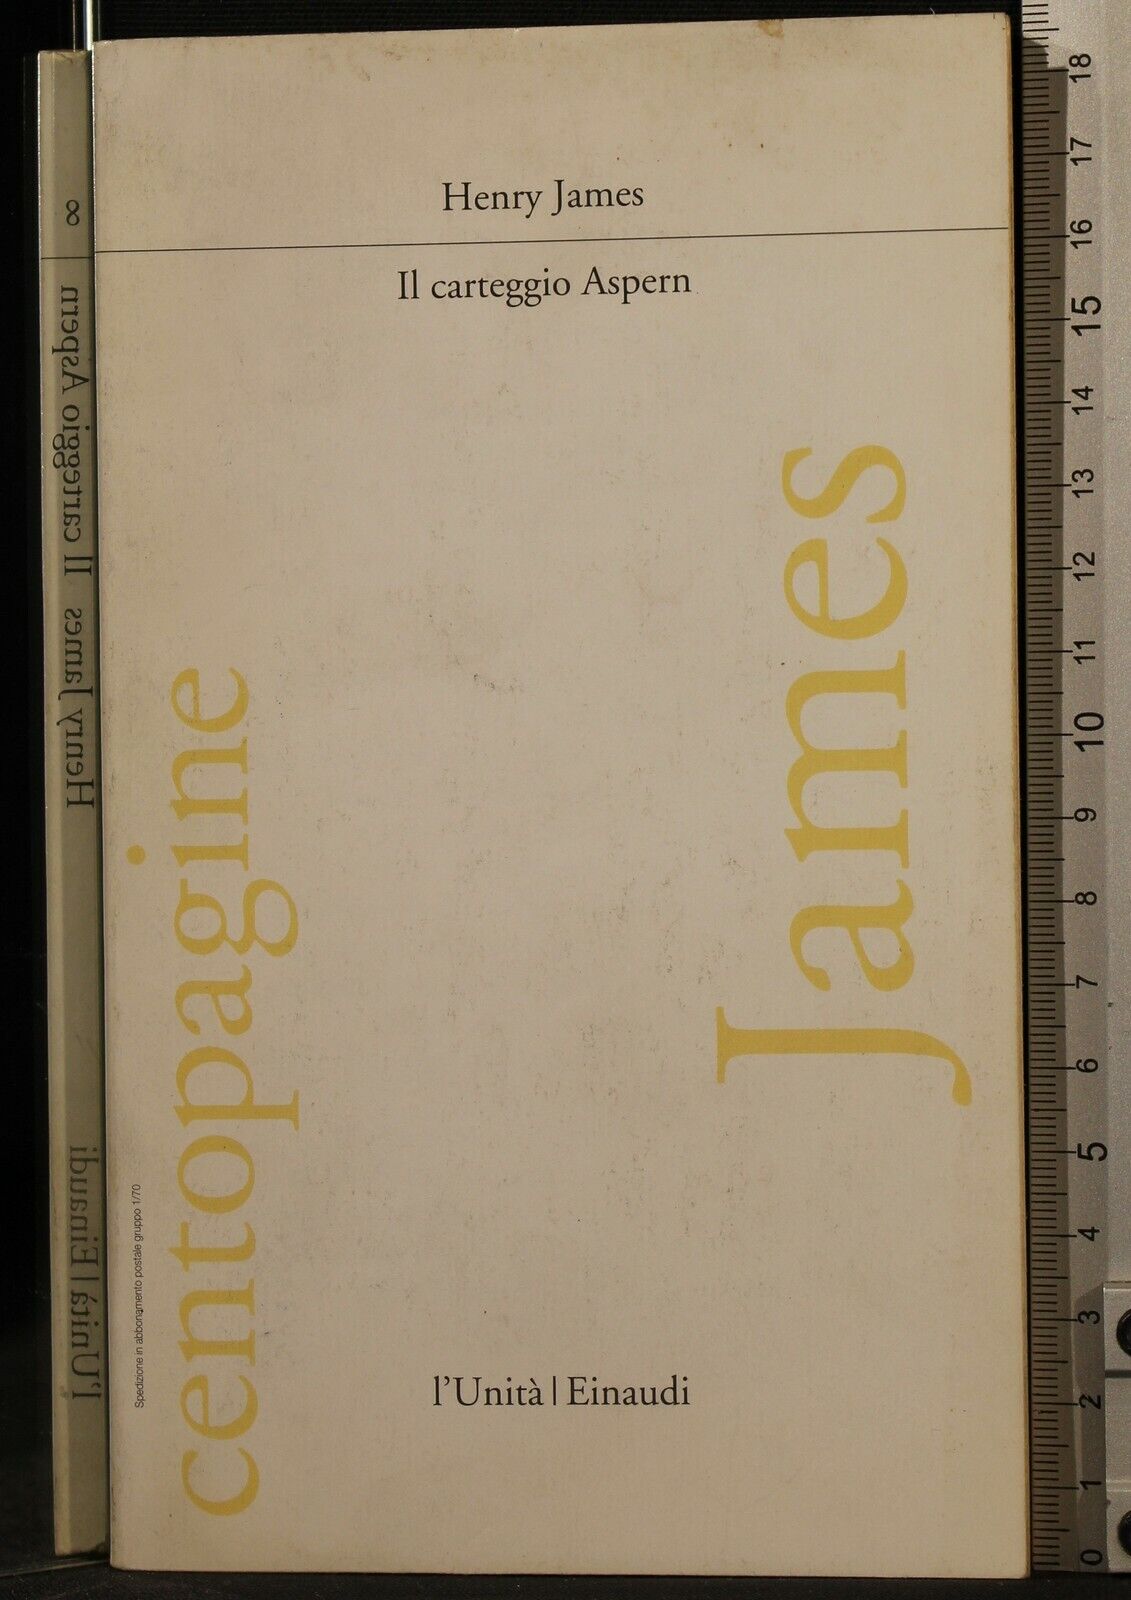 Henry James
Il carteggio Aspern
James
centopagine
Spedizione in abbonamento postale gruppo 1/70
l'Unità | Einaudi
8
Henry James Il carteggio Aspern
l'Unità | Einaudi
18
17
16
15
14
13
12
11
10
9
8
7
6
5
4
3
2
1
0